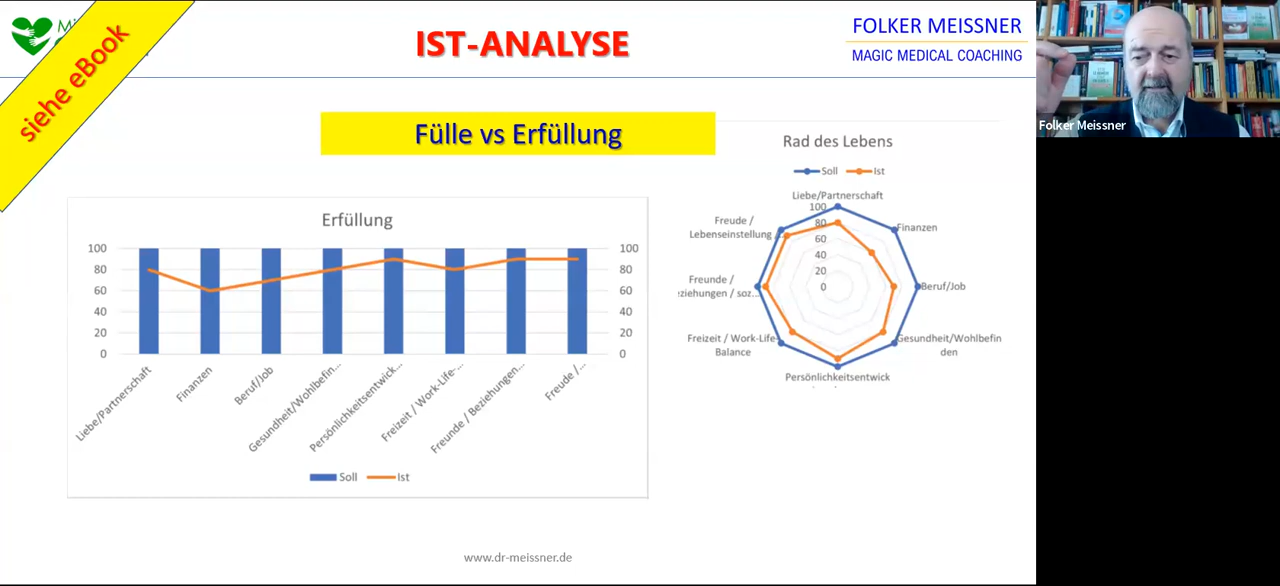 siehe eBook
IST-ANALYSE
FOLKER MEISSNER
MAGIC MEDICAL COACHING
Folker Meissner
Fülle vs Erfüllung
Erfüllung
100
80
60
40
20
0
100
80
60
40
20
0
Liebe/Partnerschaft
Finanzen
Beruf/Job
Gesundheit/Wohlbefin...
Persönlichkeitsentwick...
Freizeit / Work-Life-...
Freunde / Beziehungen...
Freude /...
Soll
Ist
Rad des Lebens
Soll
Ist
Liebe/Partnerschaft
100
80
60
40
20
0
Finanzen
Beruf/Job
Gesundheit/Wohlbefin
den
Persönlichkeitsentwick
Freizeit / Work-Life-
Balance
Freunde /
eziehungen / soz...
Freude /
Lebenseinstellung
www.dr-meissner.de